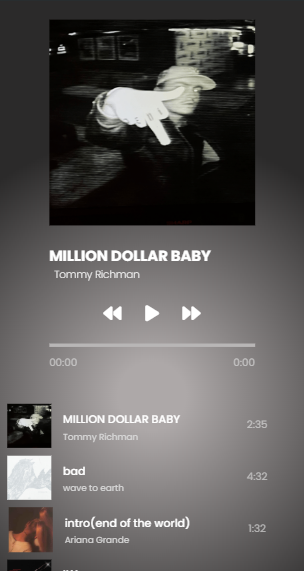 MILLION DOLLAR BABY
Tommy Richman
00:00 0:00
MILLION DOLLAR BABY
Tommy Richman
2:35
bad
wave to earth
4:32
intro(end of the world)
Ariana Grande
1:32